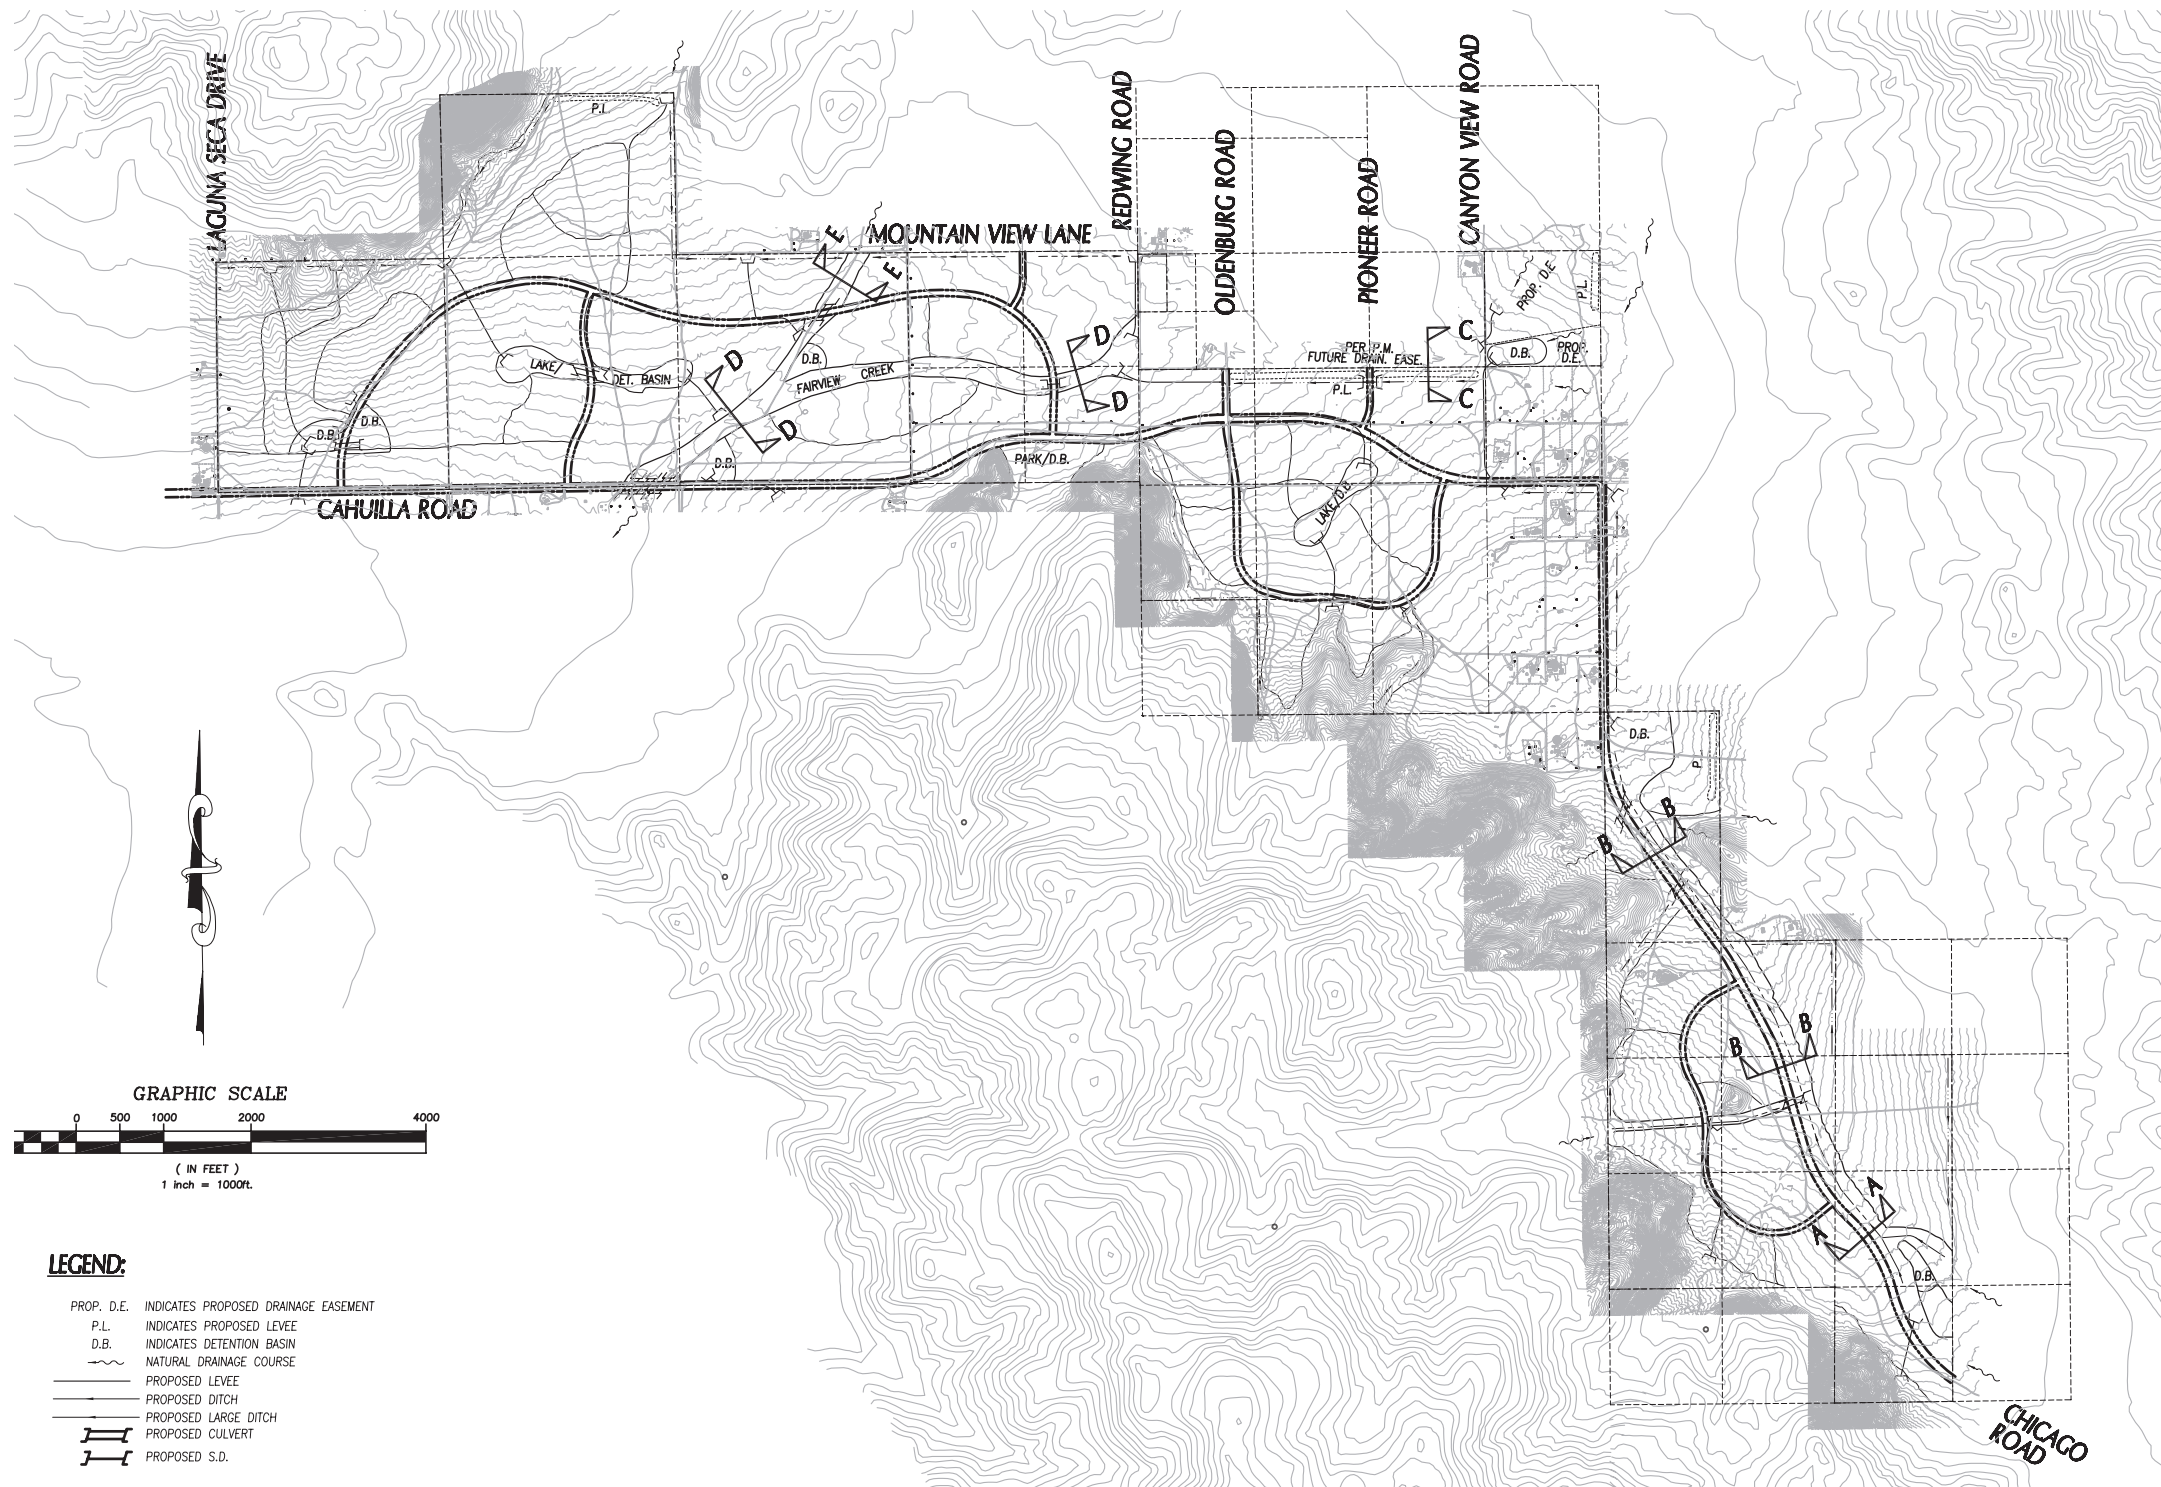 LAGUNA SECA DRIVE
P.L.
MOUNTAIN VIEW LANE
REDWING ROAD
OLDENBURG ROAD
PIONEER ROAD
CANYON VIEW ROAD
E
E
PROP. D.E
P.L.
LAKE/
DET. BASIN
D.B.
FAIRVIEW CREEK
D
D
D
D
PER P.M.
FUTURE DRAIN. EASE.
P.L.
C
C
D.B.
PROP.
D.E.
D.B.
D.B.
D.B.
PARK/D.B.
LAKE/D.B.
CAHUILLA ROAD
D.B.
P.
B
B
B
B
A
A
D.B.
CHICAGO
ROAD
GRAPHIC SCALE
0 500 1000 2000 4000
( IN FEET )
1 inch = 1000ft.
LEGEND:
PROP. D.E. INDICATES PROPOSED DRAINAGE EASEMENT
P.L. INDICATES PROPOSED LEVEE
D.B. INDICATES DETENTION BASIN
NATURAL DRAINAGE COURSE
PROPOSED LEVEE
PROPOSED DITCH
PROPOSED LARGE DITCH
PROPOSED CULVERT
PROPOSED S.D.